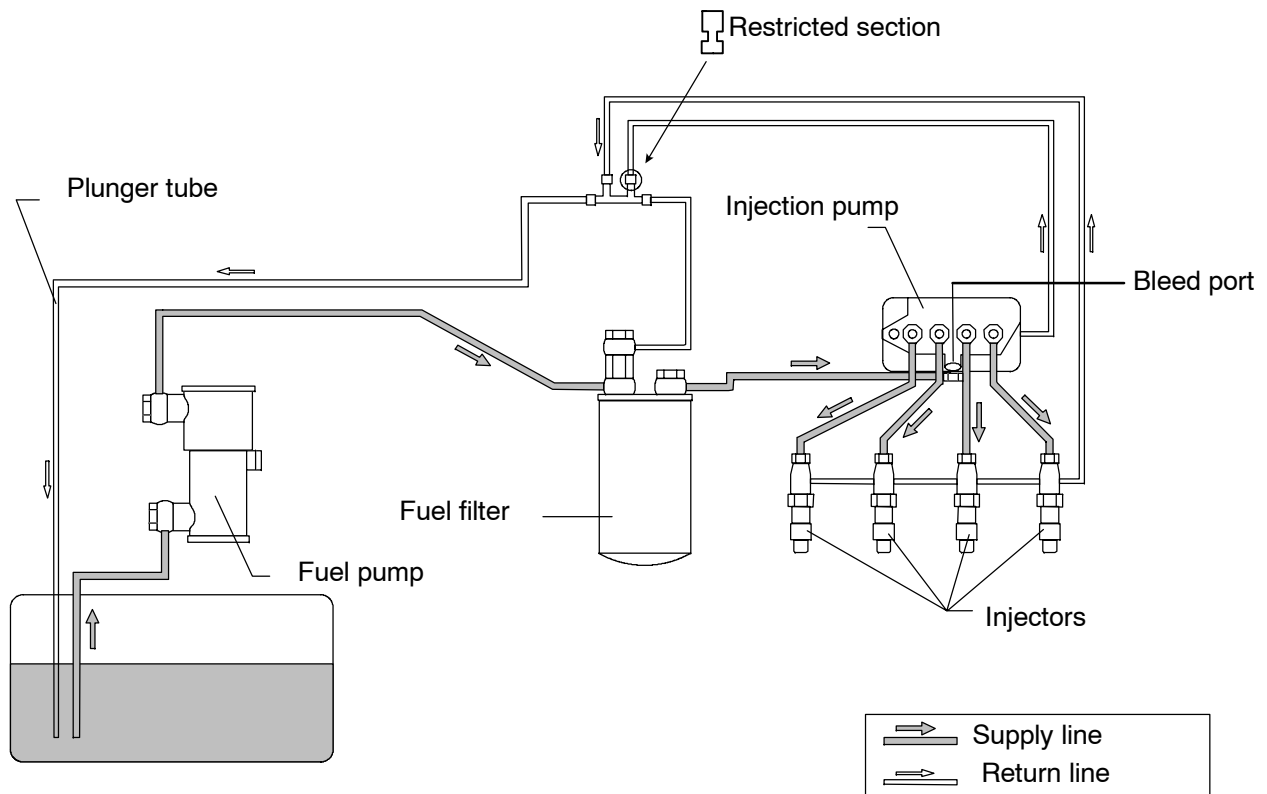 Restricted section
Plunger tube
Injection pump
Bleed port
Fuel filter
Fuel pump
Injectors
Supply line
Return line